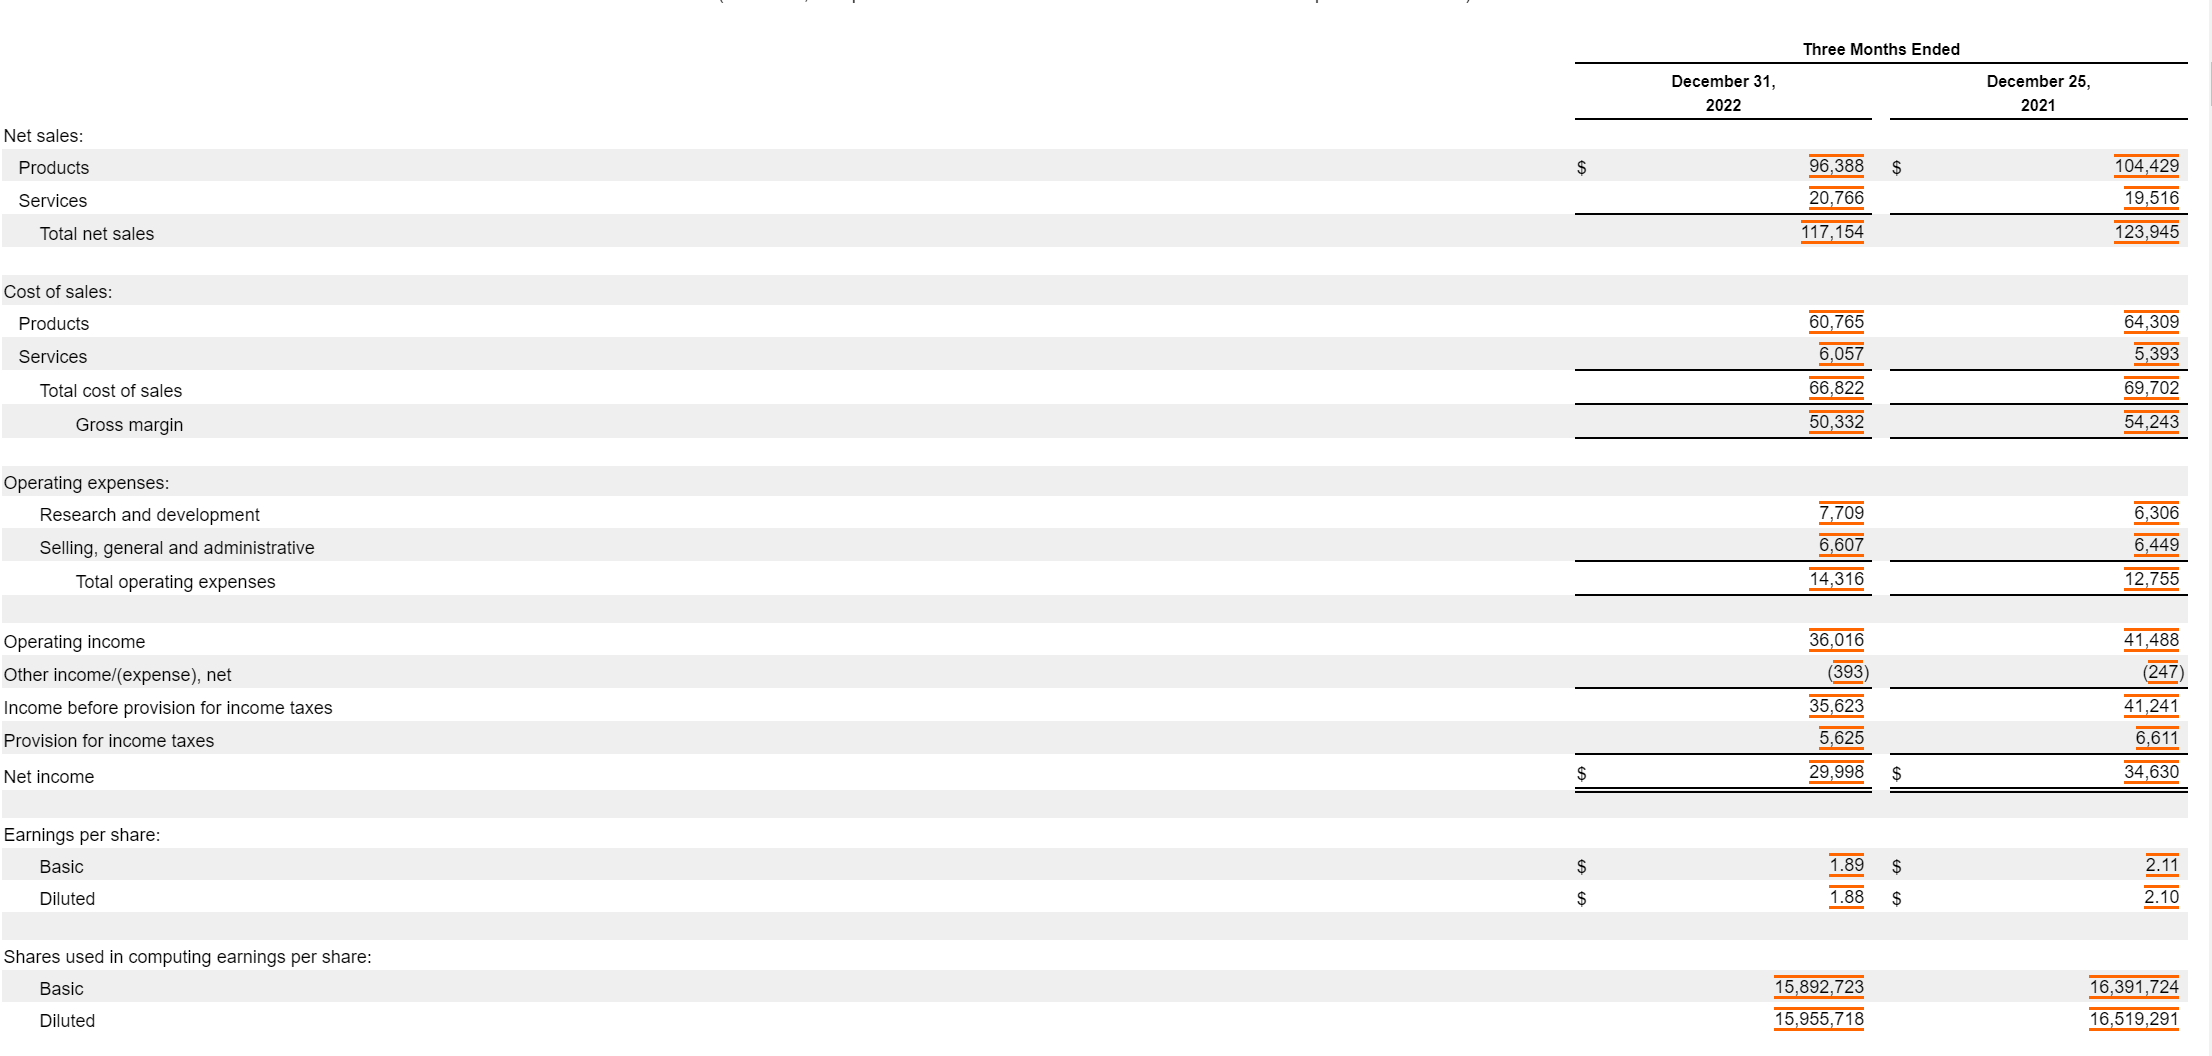 Three Months Ended
December 31, 2022 December 25, 2021
Net sales:
Products $ 96,388 $ 104,429
Services 20,766 19,516
Total net sales 117,154 123,945
Cost of sales:
Products 60,765 64,309
Services 6,057 5,393
Total cost of sales 66,822 69,702
Gross margin 50,332 54,243
Operating expenses:
Research and development 7,709 6,306
Selling, general and administrative 6,607 6,449
Total operating expenses 14,316 12,755
Operating income 36,016 41,488
Other income/(expense), net (393) (247)
Income before provision for income taxes 35,623 41,241
Provision for income taxes 5,625 6,611
Net income $ 29,998 $ 34,630
Earnings per share:
Basic $ 1.89 $ 2.11
Diluted $ 1.88 $ 2.10
Shares used in computing earnings per share:
Basic 15,892,723 16,391,724
Diluted 15,955,718 16,519,291